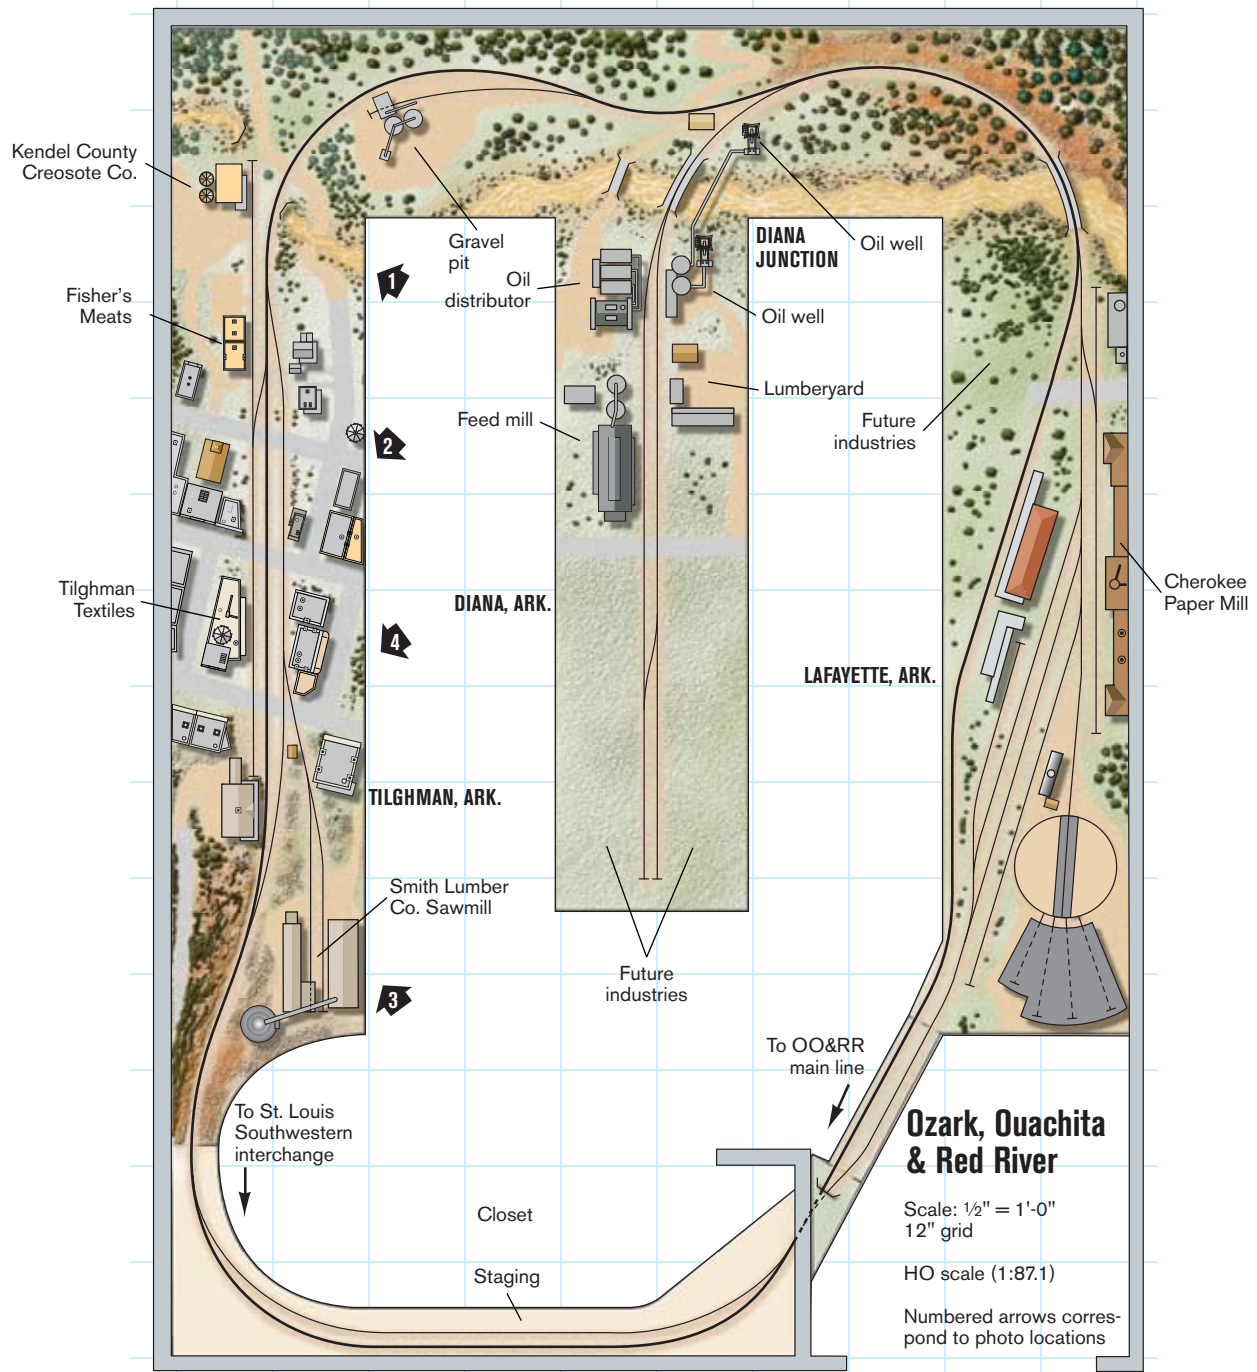 Kendel County
Creosote Co.
Gravel
pit
Oil
distributor
DIANA
JUNCTION
Oil well
Oil well
1
Fisher's
Meats
Lumberyard
Feed mill
2
Future
industries
Tilghman
Textiles
DIANA, ARK.
4
LAFAYETTE, ARK.
Cherokee
Paper Mill
TILGHMAN, ARK.
Smith Lumber
Co. Sawmill
3
Future
industries
To OO&RR
main line
To St. Louis
Southwestern
interchange
Closet
Staging
Ozark, Ouachita
& Red River
Scale: ½" = 1'-0"
12" grid
HO scale (1:87.1)
Numbered arrows corres-
pond to photo locations